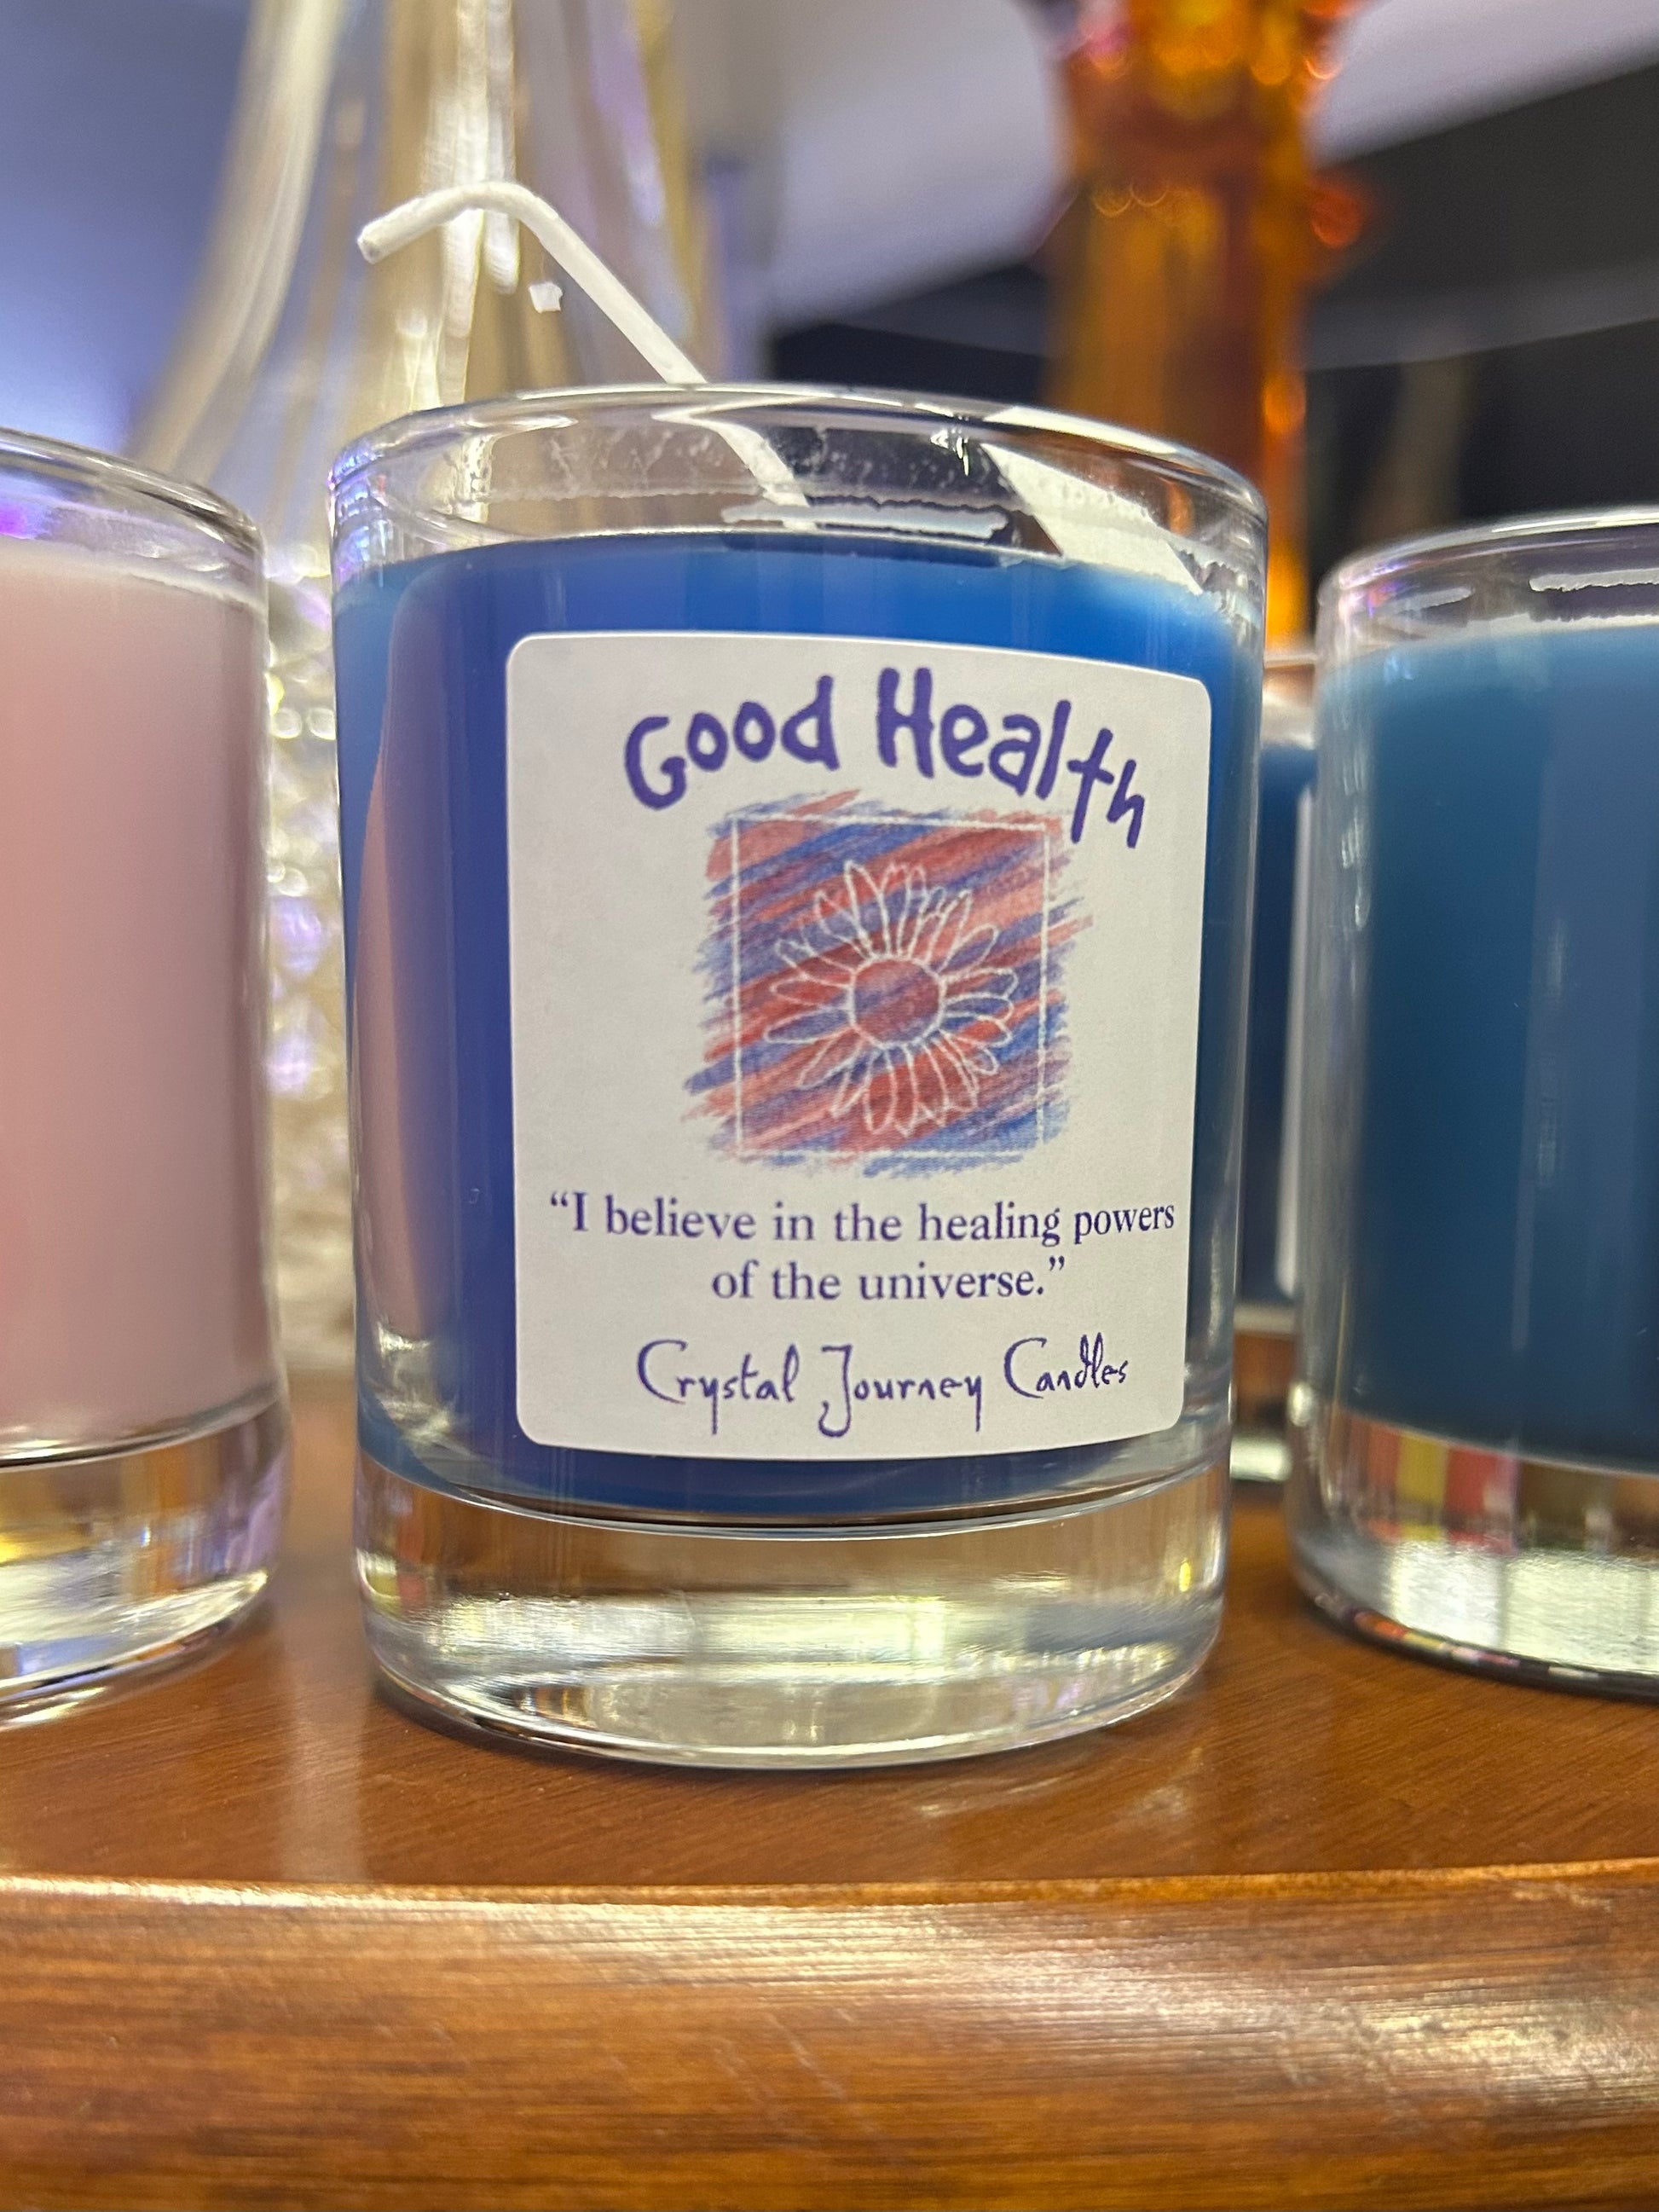 Good Health
“I believe in the healing powers
of the universe.”
Crystal Journey Candles